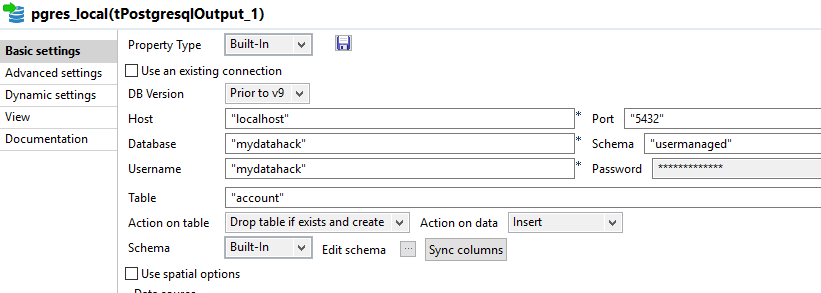 pgres_local(tPostgresqlOutput_1)
Basic settings
Advanced settings
Dynamic settings
View
Documentation
Property Type Built-In
Use an existing connection
DB Version Prior to v9
Host "localhost" * Port "5432"
Database "mydatahack" * Schema "usermanaged"
Username "mydatahack" * Password *************
Table "account"
Action on table Drop table if exists and create Action on data Insert
Schema Built-In Edit schema ... Sync columns
Use spatial options
Data source